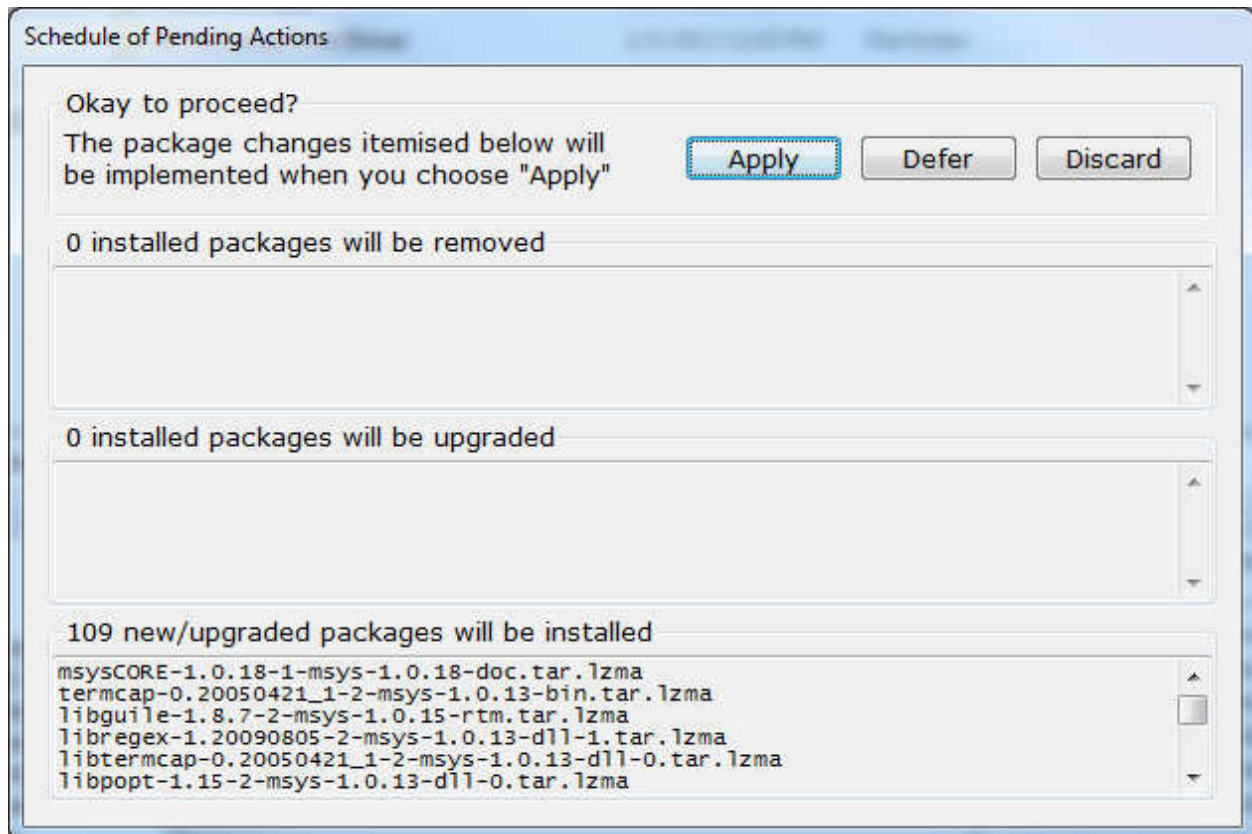 Schedule of Pending Actions
Okay to proceed?
The package changes itemised below will
be implemented when you choose "Apply"
Apply
Defer
Discard
0 installed packages will be removed
0 installed packages will be upgraded
109 new/upgraded packages will be installed
msysCORE-1.0.18-1-msys-1.0.18-doc.tar.lzma
termcap-0.20050421_1-2-msys-1.0.13-bin.tar.lzma
libguile-1.8.7-2-msys-1.0.15-rtm.tar.lzma
libregex-1.20090805-2-msys-1.0.13-dll-1.tar.lzma
libtermcap-0.20050421_1-2-msys-1.0.13-dll-0.tar.lzma
libpopt-1.15-2-msys-1.0.13-dll-0.tar.lzma